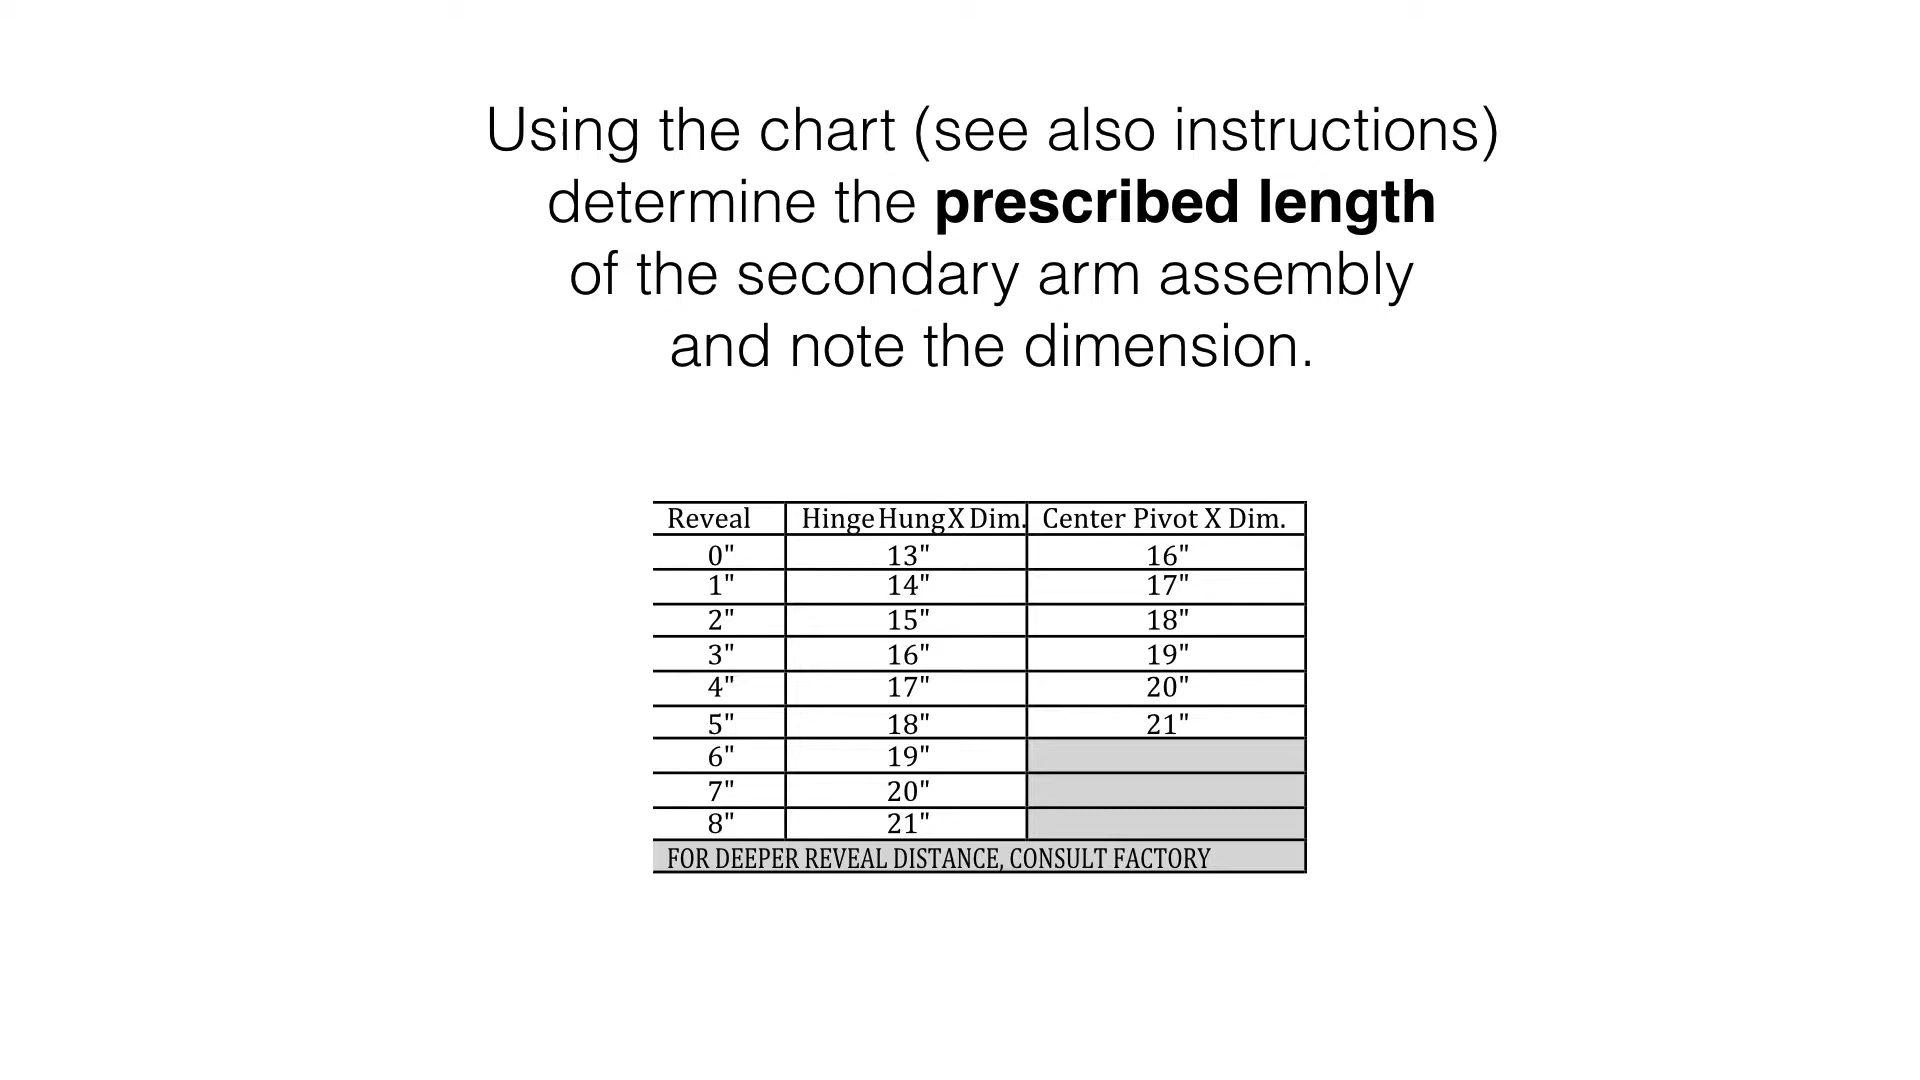 Using the chart (see also instructions)
determine the prescribed length
of the secondary arm assembly
and note the dimension.
Reveal Hinge Hung X Dim. Center Pivot X Dim.
0" 13" 16"
1" 14" 17"
2" 15" 18"
3" 16" 19"
4" 17" 20"
5" 18" 21"
6" 19"
7" 20"
8" 21"
FOR DEEPER REVEAL DISTANCE, CONSULT FACTORY